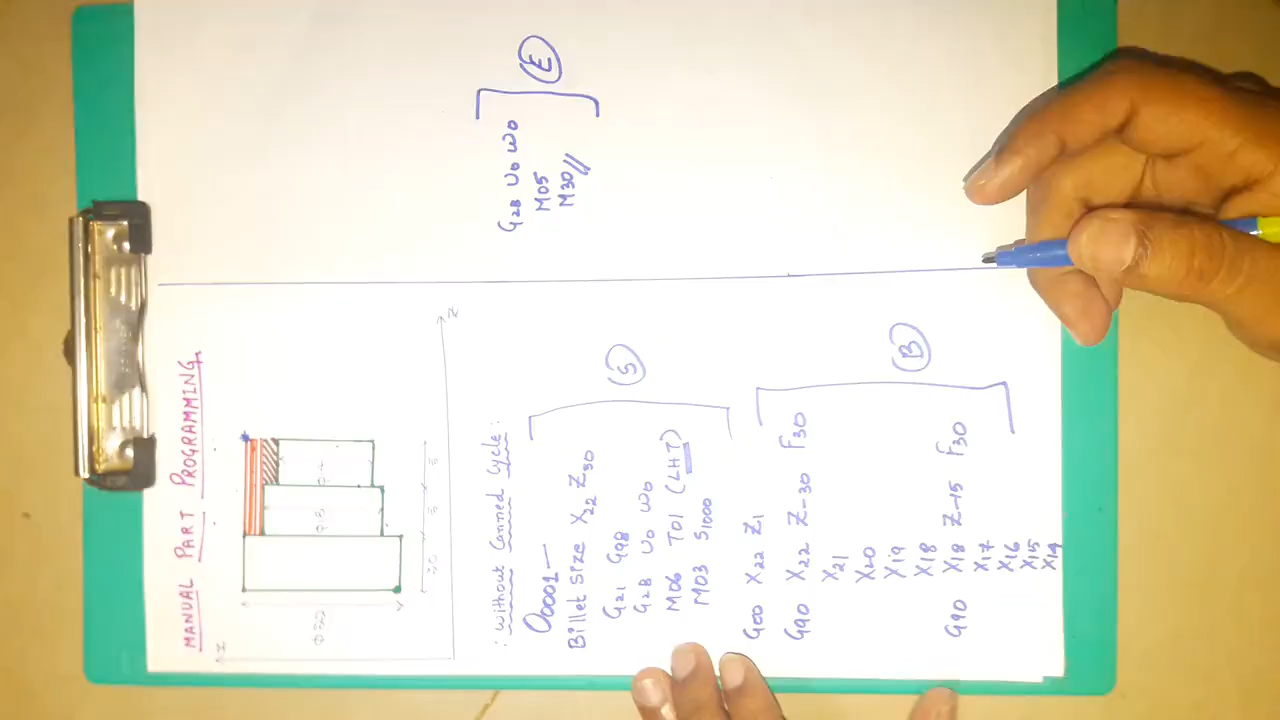 MANUAL PART PROGRAMMING
Z
: without Canned Cycle:
O0001—
Billet size X22 Z30
G21 G98
G28 U0 W0
M06 T01 (LHT)
M03 S1000
S
G00 X22 Z1
G90 X22 Z-30 F30
X21
X20
X19
X18
G90 X18 Z-15 F30
X17
X16
X15
X14
B
G28 U0 W0
M05
M30//
E